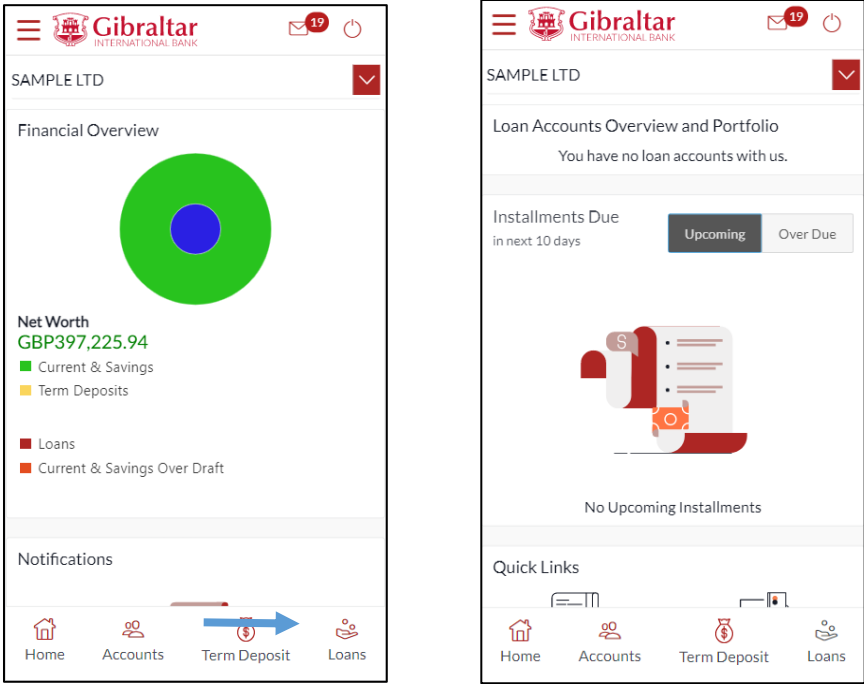 Gibraltar
INTERNATIONAL BANK
19
SAMPLE LTD
Financial Overview
Net Worth
GBP397,225.94
Current & Savings
Term Deposits
Loans
Current & Savings Over Draft
Notifications
$
Home Accounts Term Deposit Loans
Gibraltar
INTERNATIONAL BANK
19
SAMPLE LTD
Loan Accounts Overview and Portfolio
You have no loan accounts with us.
Installments Due
in next 10 days
Upcoming Over Due
S
No Upcoming Installments
Quick Links
$
Home Accounts Term Deposit Loans